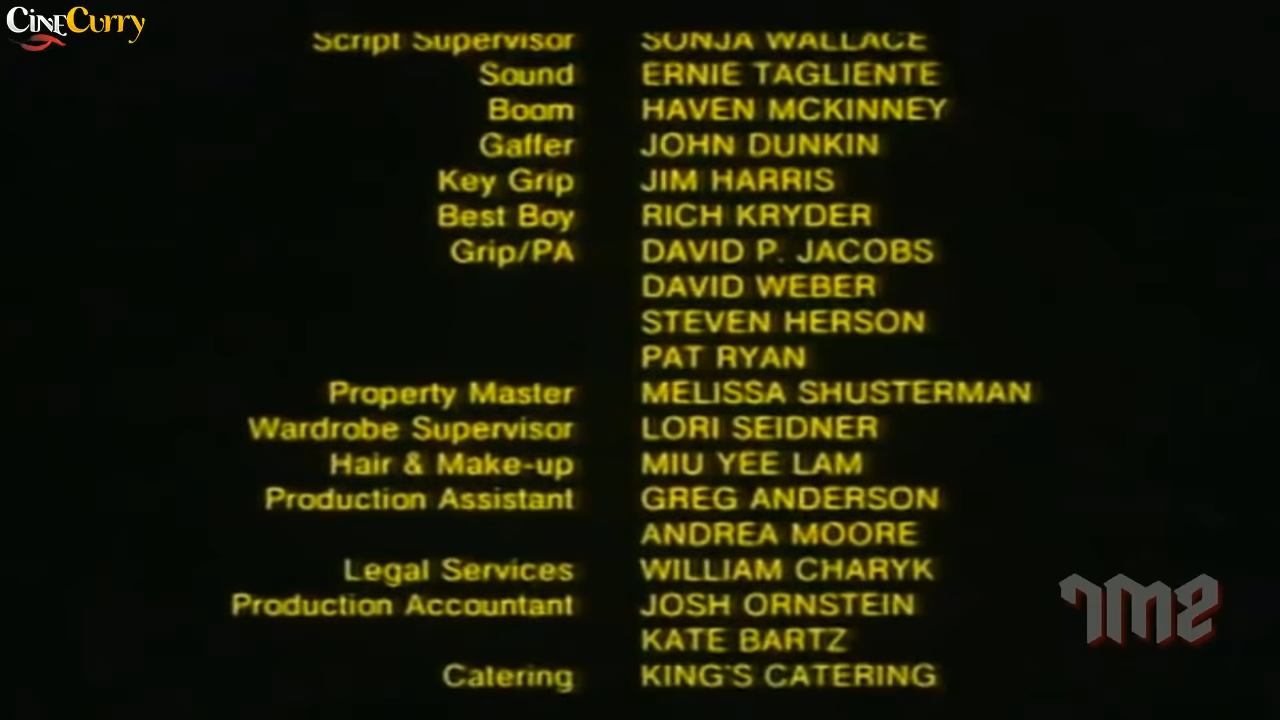 CINECURRY
Script Supervisor SONJA WALLACE
Sound ERNIE TAGLIENTE
Boom HAVEN MCKINNEY
Gaffer JOHN DUNKIN
Key Grip JIM HARRIS
Best Boy RICH KRYDER
Grip/PA DAVID P. JACOBS
DAVID WEBER
STEVEN HERSON
PAT RYAN
Property Master MELISSA SHUSTERMAN
Wardrobe Supervisor LORI SEIDNER
Hair & Make-up MIU YEE LAM
Production Assistant GREG ANDERSON
ANDREA MOORE
Legal Services WILLIAM CHARYK
Production Accountant JOSH ORNSTEIN
KATE BARTZ
Catering KING'S CATERING